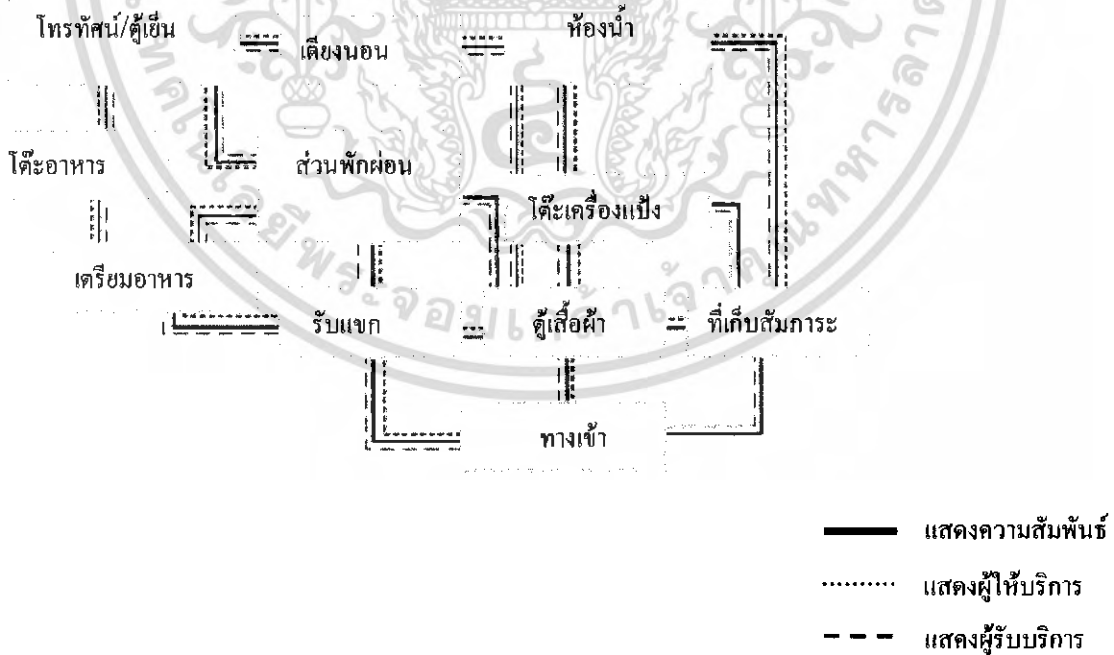 โทรทัศน์/ตู้เย็น
เตียงนอน
ห้องน้ำ
โต๊ะอาหาร
ส่วนพักผ่อน
โต๊ะเครื่องแป้ง
เตรียมอาหาร
รับแขก
ตู้เสื้อผ้า
ที่เก็บสัมภาระ
ทางเข้า
แสดงความสัมพันธ์
แสดงผู้ให้บริการ
แสดงผู้รับบริการ